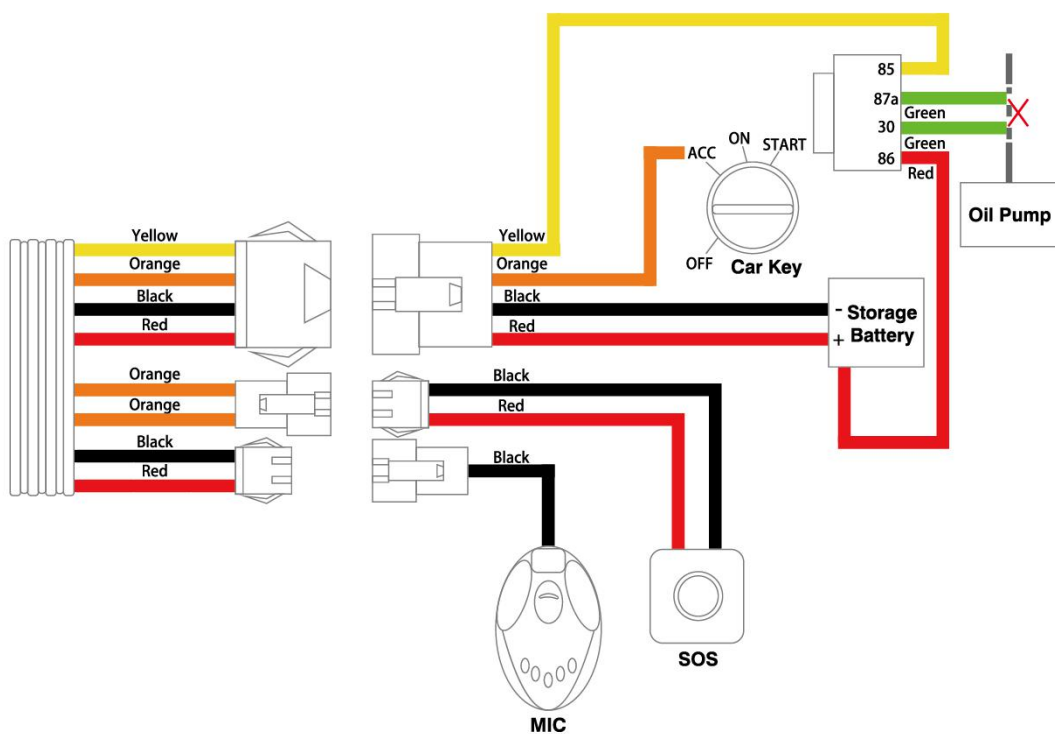 85
87a
Green
30
Green
86
Red
ON
START
ACC
OFF
Car Key
Oil Pump
Yellow
Orange
Black
Red
Yellow
Orange
Black
Red
-
+
Storage
Battery
Orange
Orange
Black
Red
Black
Red
Black
MIC
SOS